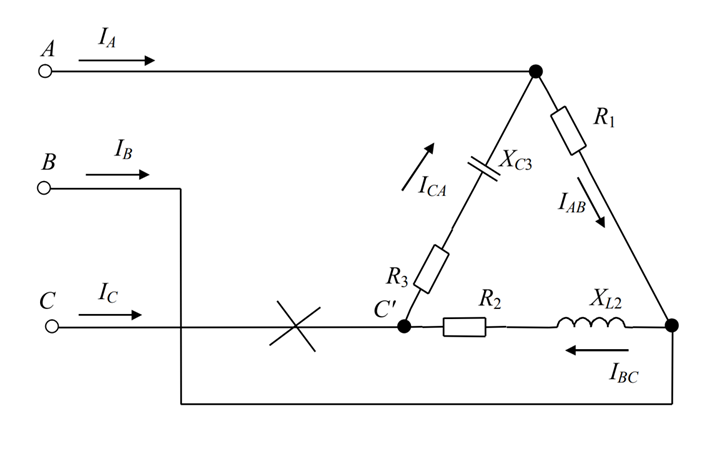 A
I_A
R_1
B
I_B
X_C3
I_CA
I_AB
R_3
C
I_C
C'
R_2
X_L2
I_BC